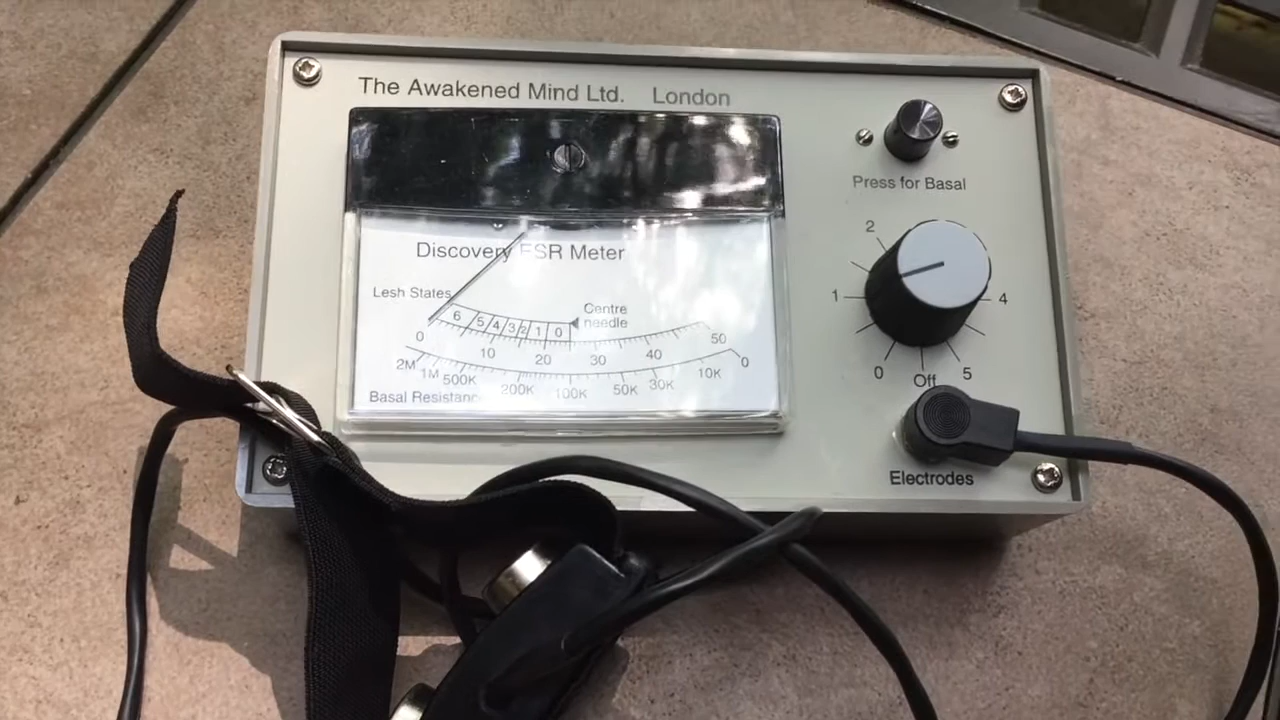 The Awakened Mind Ltd. London
Press for Basal
Discovery ESR Meter
Lesh States
6 5 4 3 2 1 0
Centre
needle
0 10 20 30 40 50
2M 1M 500K 200K 100K 50K 30K 10K 0
Basal Resistanc
2
1 4
0 Off 5
Electrodes